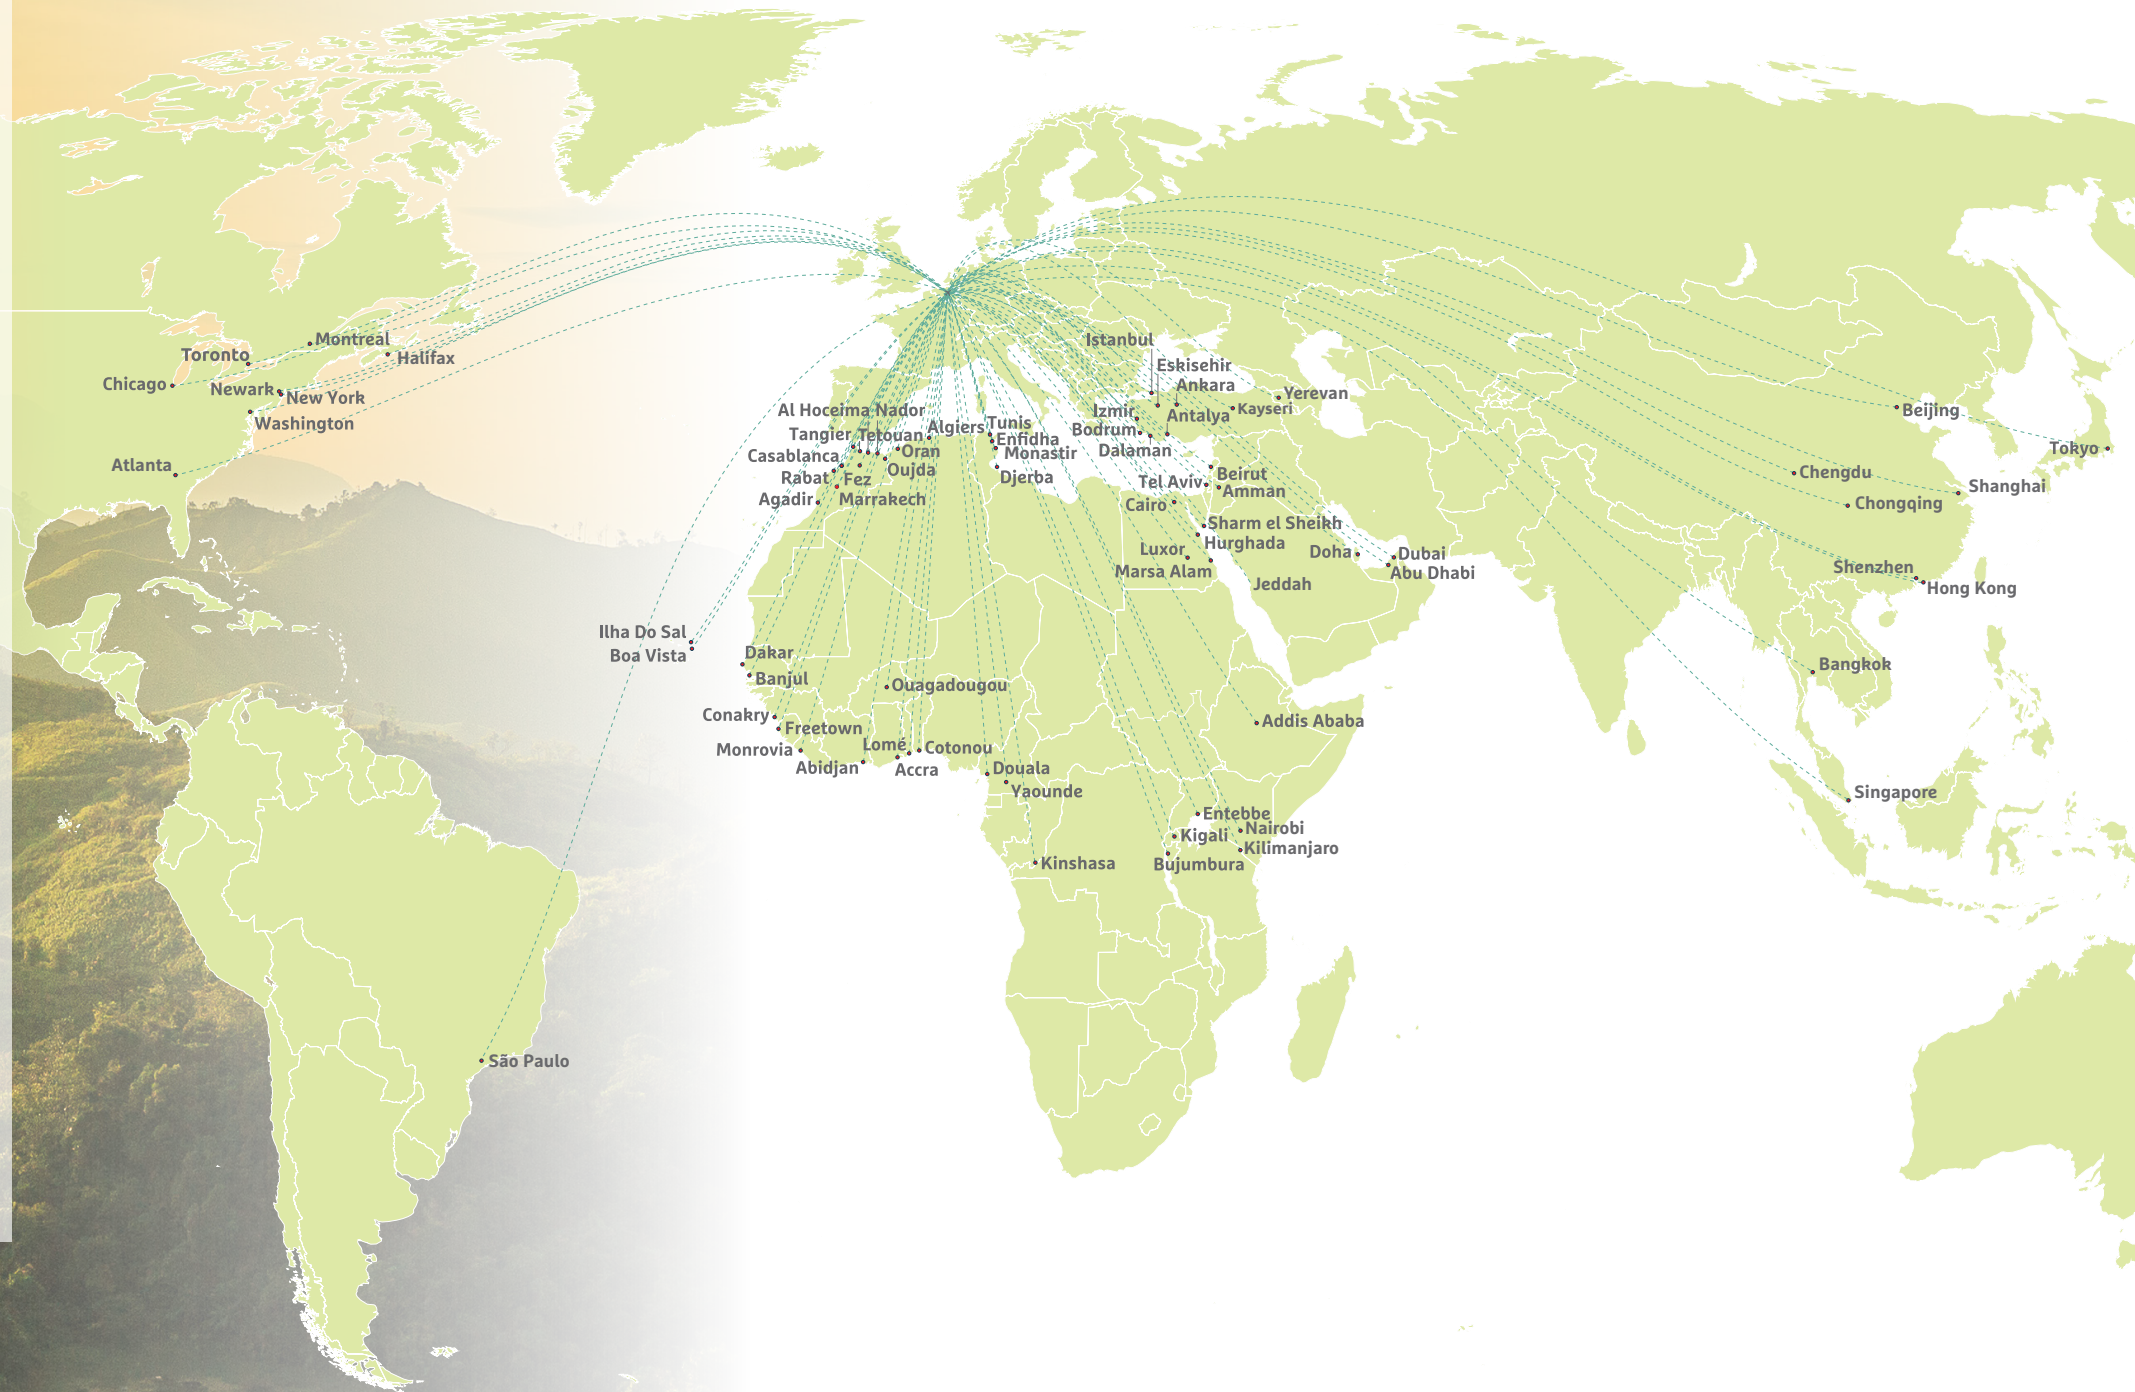 Montreal
Toronto
Halifax
Chicago
Newark
New York
Washington
Atlanta
Istanbul
Eskisehir
Ankara
Yerevan
Kayseri
Izmir
Antalya
Bodrum
Dalaman
Al Hoceima
Nador
Tangier
Tetouan
Algiers
Tunis
Enfidha
Monastir
Casablanca
Oran
Rabat
Fez
Oujda
Djerba
Agadir
Marrakech
Beirut
Tel Aviv
Amman
Cairo
Sharm el Sheikh
Hurghada
Luxor
Marsa Alam
Doha
Dubai
Abu Dhabi
Jeddah
Beijing
Tokyo
Chengdu
Shanghai
Chongqing
Shenzhen
Hong Kong
Ilha Do Sal
Boa Vista
Dakar
Banjul
Ouagadougou
Bangkok
Conakry
Freetown
Monrovia
Lomé
Cotonou
Abidjan
Accra
Addis Ababa
Douala
Yaounde
Singapore
Entebbe
Nairobi
Kigali
Kilimanjaro
Bujumbura
Kinshasa
São Paulo